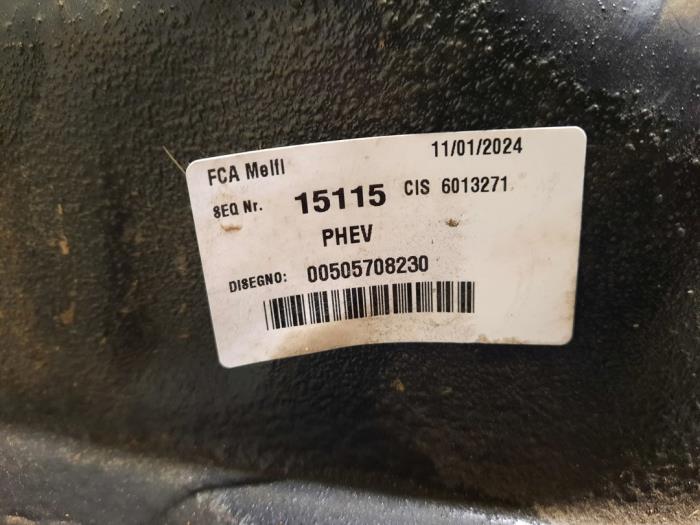 FCA Melfi 11/01/2024
SEQ Nr. 15115 CIS 6013271
PHEV
DISEGNO: 00505708230